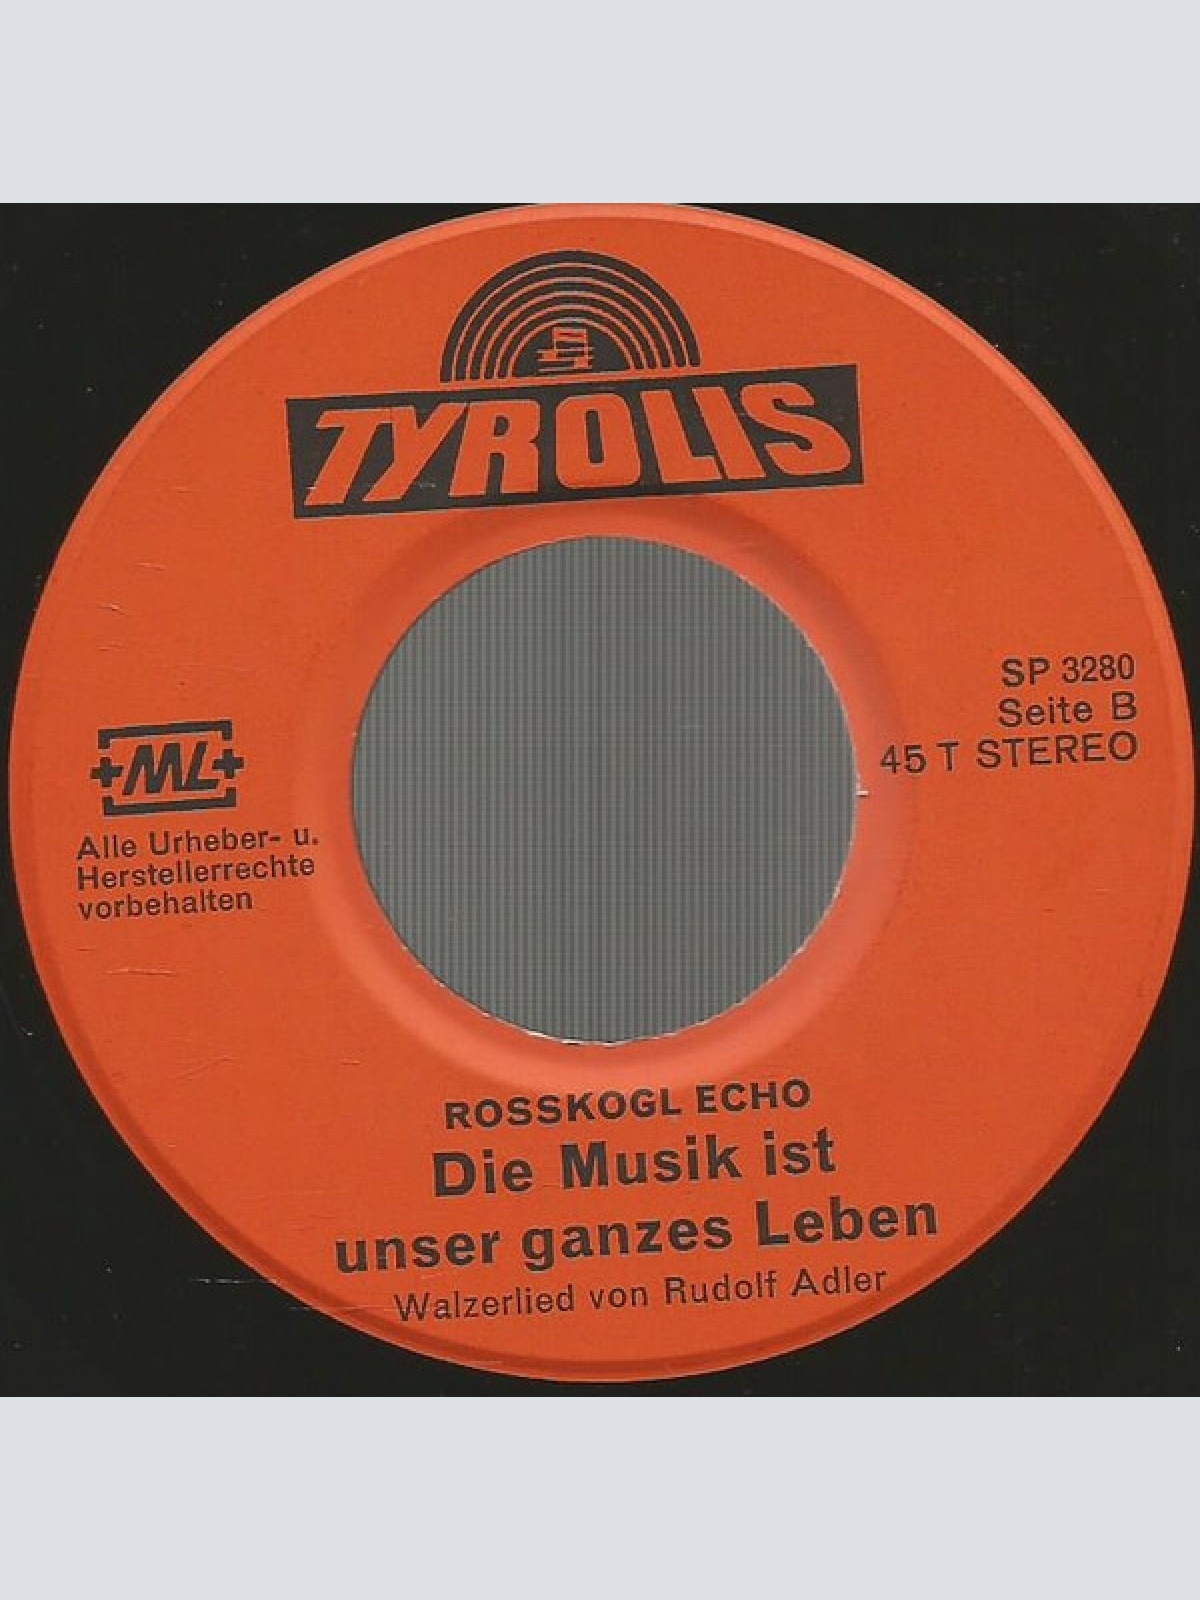 TYROLIS
SP 3280
Seite B
45 T STEREO
+ML+
Alle Urheber- u.
Herstellerrechte
vorbehalten
ROSSKOGL ECHO
Die Musik ist
unser ganzes Leben
Walzerlied von Rudolf Adler